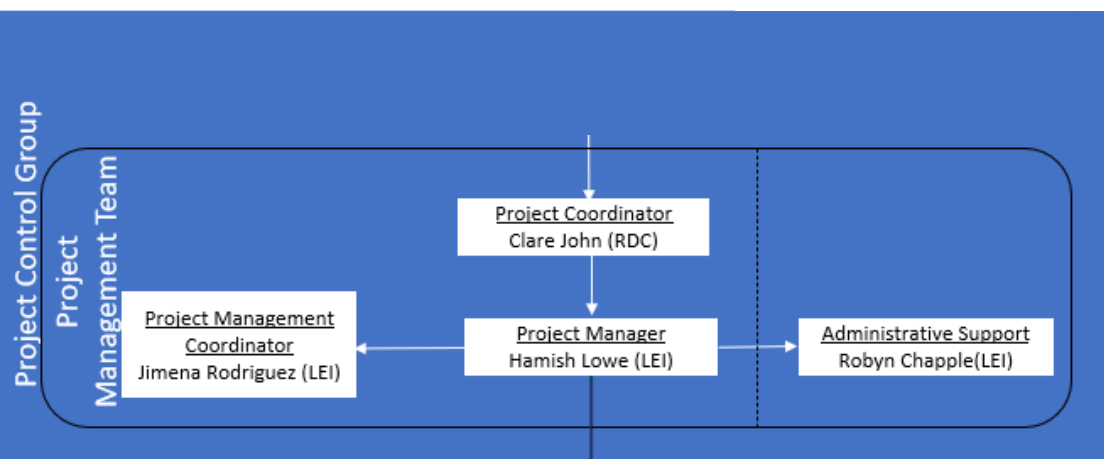 Project Control Group
Project
Management Team
Project Coordinator
Clare John (RDC)
Project Management
Coordinator
Jimena Rodriguez (LEI)
Project Manager
Hamish Lowe (LEI)
Administrative Support
Robyn Chapple(LEI)